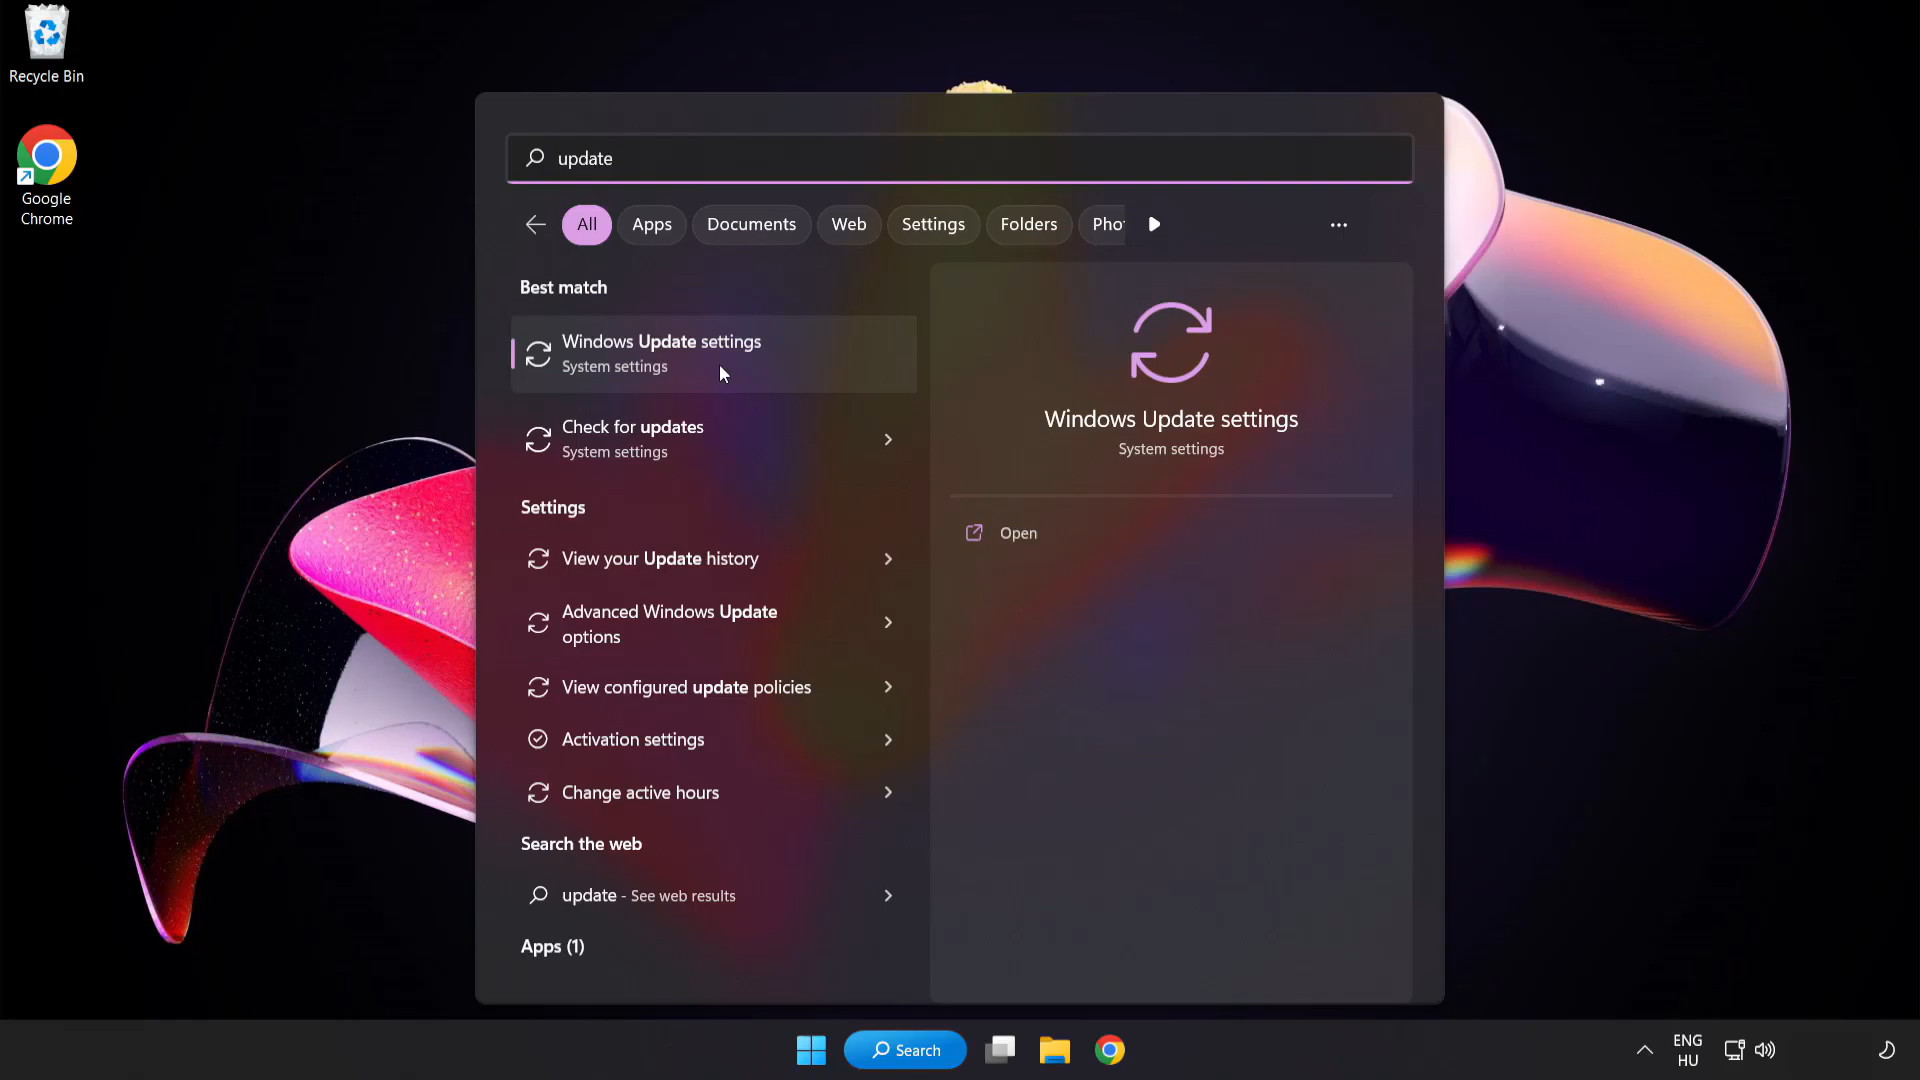 Recycle Bin
Google
Chrome
update
All
Apps
Documents
Web
Settings
Folders
Pho
Best match
Windows Update settings
System settings
Check for updates
System settings
Settings
View your Update history
Advanced Windows Update
options
View configured update policies
Activation settings
Change active hours
Search the web
update - See web results
Apps (1)
Windows Update settings
System settings
Open
Search
ENG
HU